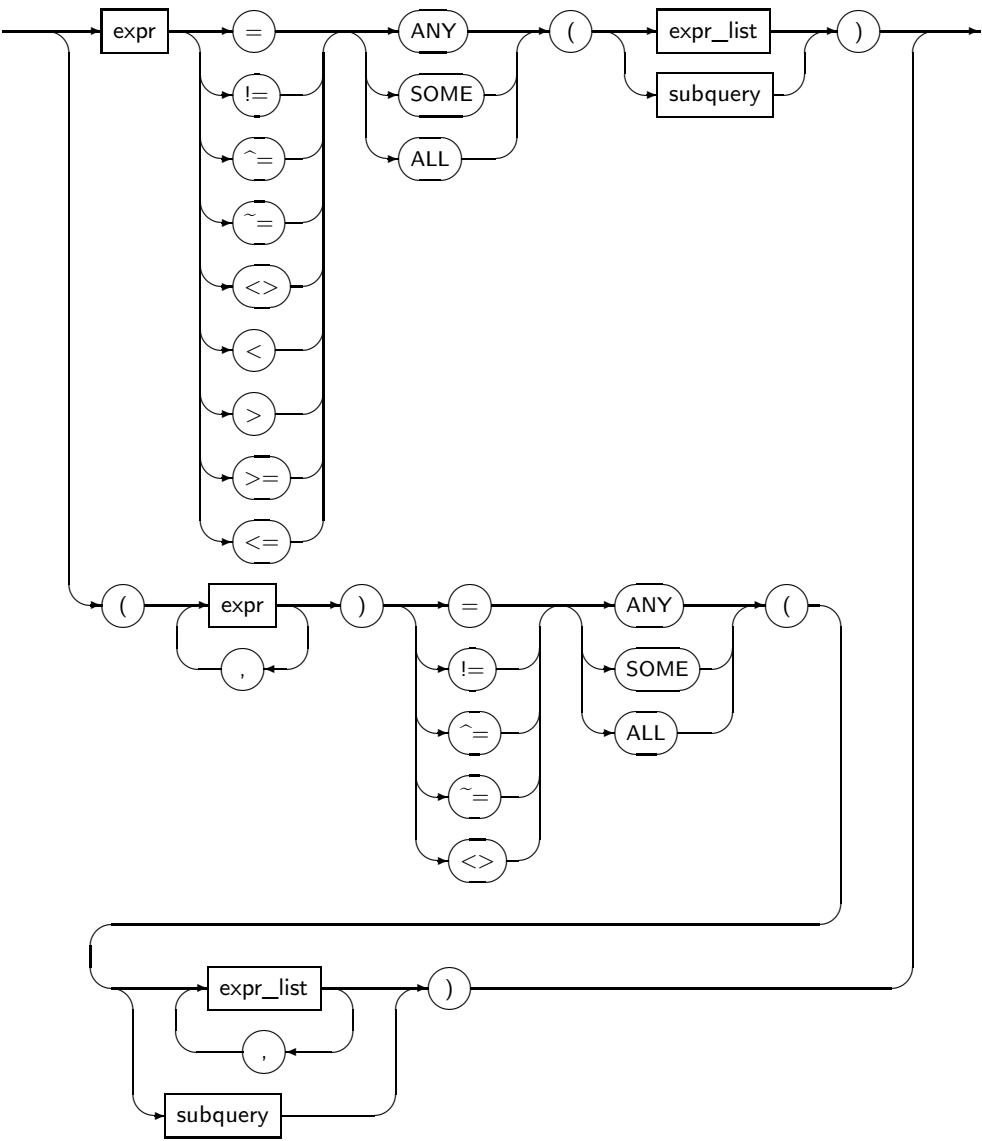 expr = ANY ( expr_list )
!= SOME subquery
^= ALL
~=
<>
<
>
>=
<=
( expr ) = ANY (
, != SOME
^= ALL
~=
<>
expr_list )
,
subquery